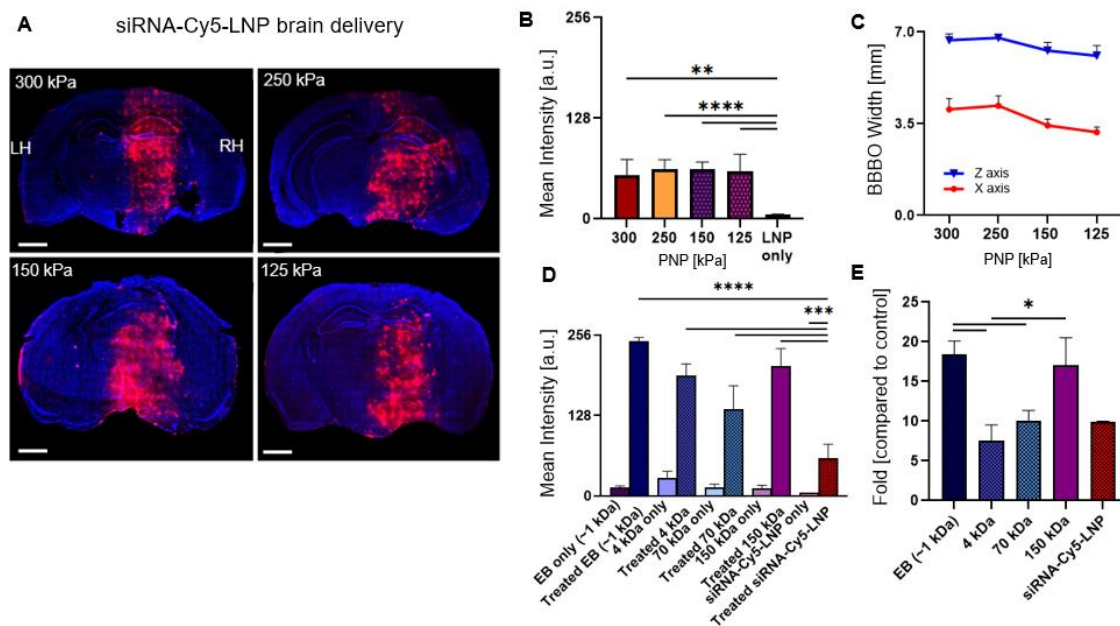 A
siRNA-Cy5-LNP brain delivery
300 kPa
250 kPa
LH
RH
150 kPa
125 kPa
B
Mean Intensity [a.u.]
256
128
0
**
****
300
250
150
125
LNP
only
PNP [kPa]
C
BBBO Width [mm]
7.0
3.5
0.0
Z axis
X axis
300
250
150
125
PNP [kPa]
D
Mean Intensity [a.u.]
256
128
0
****
***
EB only (~1 kDa)
Treated EB (~1 kDa)
4 kDa only
Treated 4 kDa
70 kDa only
Treated 70 kDa
150 kDa only
Treated 150 kDa
siRNA-Cy5-LNP only
Treated siRNA-Cy5-LNP
E
Fold [compared to control]
25
20
15
10
5
0
*
EB (~1 kDa)
4 kDa
70 kDa
150 kDa
siRNA-Cy5-LNP